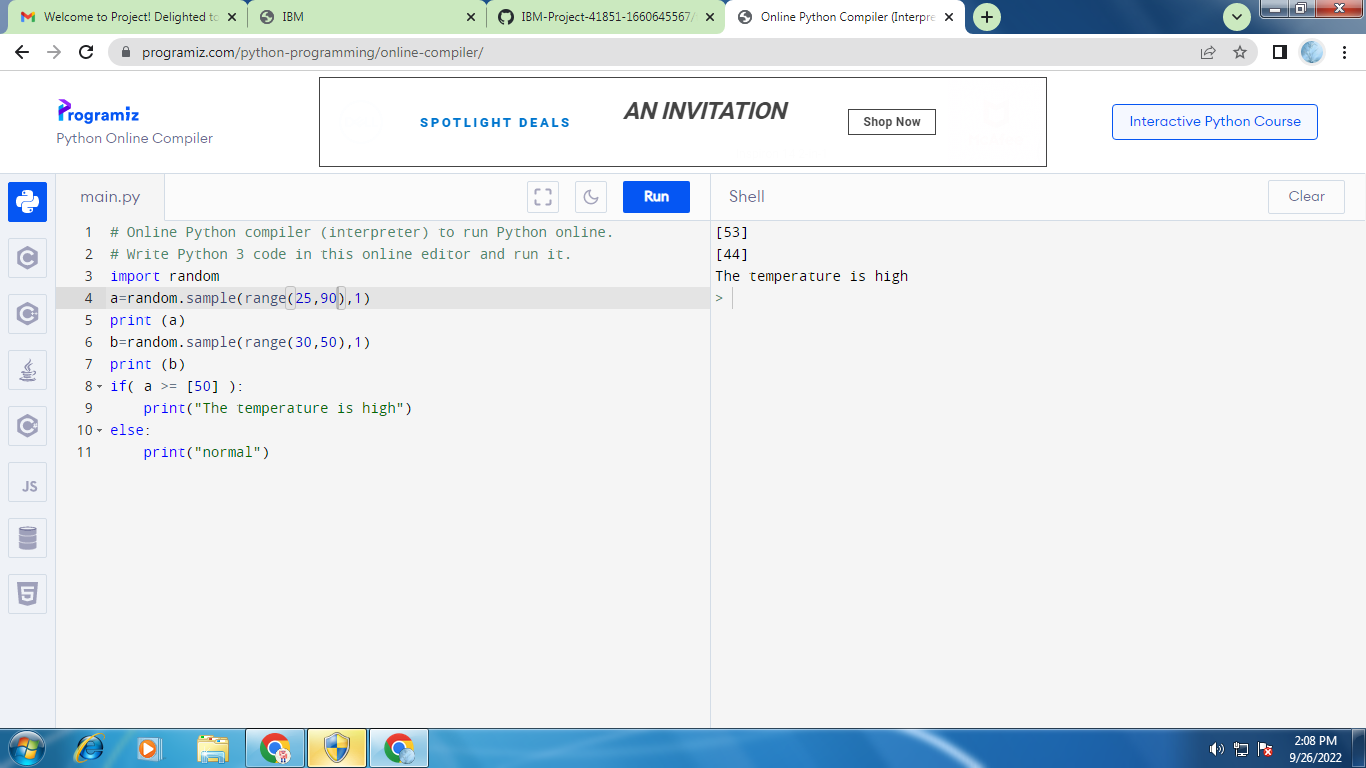 Welcome to Project! Delighted to
IBM
IBM-Project-41851-1660645567/
Online Python Compiler (Interpre
programiz.com/python-programming/online-compiler/
Programiz
Python Online Compiler
SPOTLIGHT DEALS
AN INVITATION
Shop Now
Interactive Python Course
main.py
Run
Shell
Clear
1 # Online Python compiler (interpreter) to run Python online.
2 # Write Python 3 code in this online editor and run it.
3 import random
4 a=random.sample(range(25,90),1)
5 print (a)
6 b=random.sample(range(30,50),1)
7 print (b)
8 if( a >= [50] ):
9 print("The temperature is high")
10 else:
11 print("normal")
[53]
[44]
The temperature is high
>
JS
2:08 PM
9/26/2022